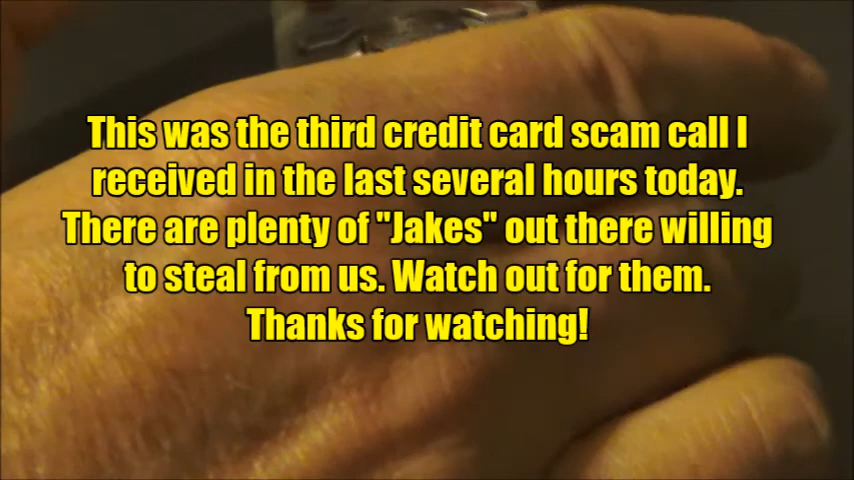 This was the third credit card scam call I
received in the last several hours today.
There are plenty of "Jakes" out there willing
to steal from us. Watch out for them.
Thanks for watching!